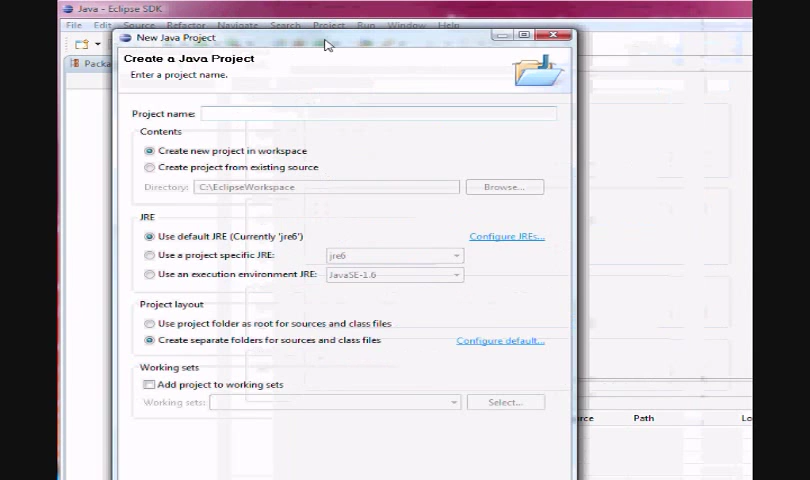 Java - Eclipse SDK
File Edit Source Refactor Navigate Search Project Run Window Help
New Java Project
Packa
Create a Java Project
Enter a project name.
Project name:
Contents
Create new project in workspace
Create project from existing source
Directory: C:\EclipseWorkspace Browse...
JRE
Use default JRE (Currently 'jre6') Configure JREs...
Use a project specific JRE: jre6
Use an execution environment JRE: JavaSE-1.6
Project layout
Use project folder as root for sources and class files
Create separate folders for sources and class files Configure default...
Working sets
Add project to working sets
Working sets: Select...
rce Path Lo